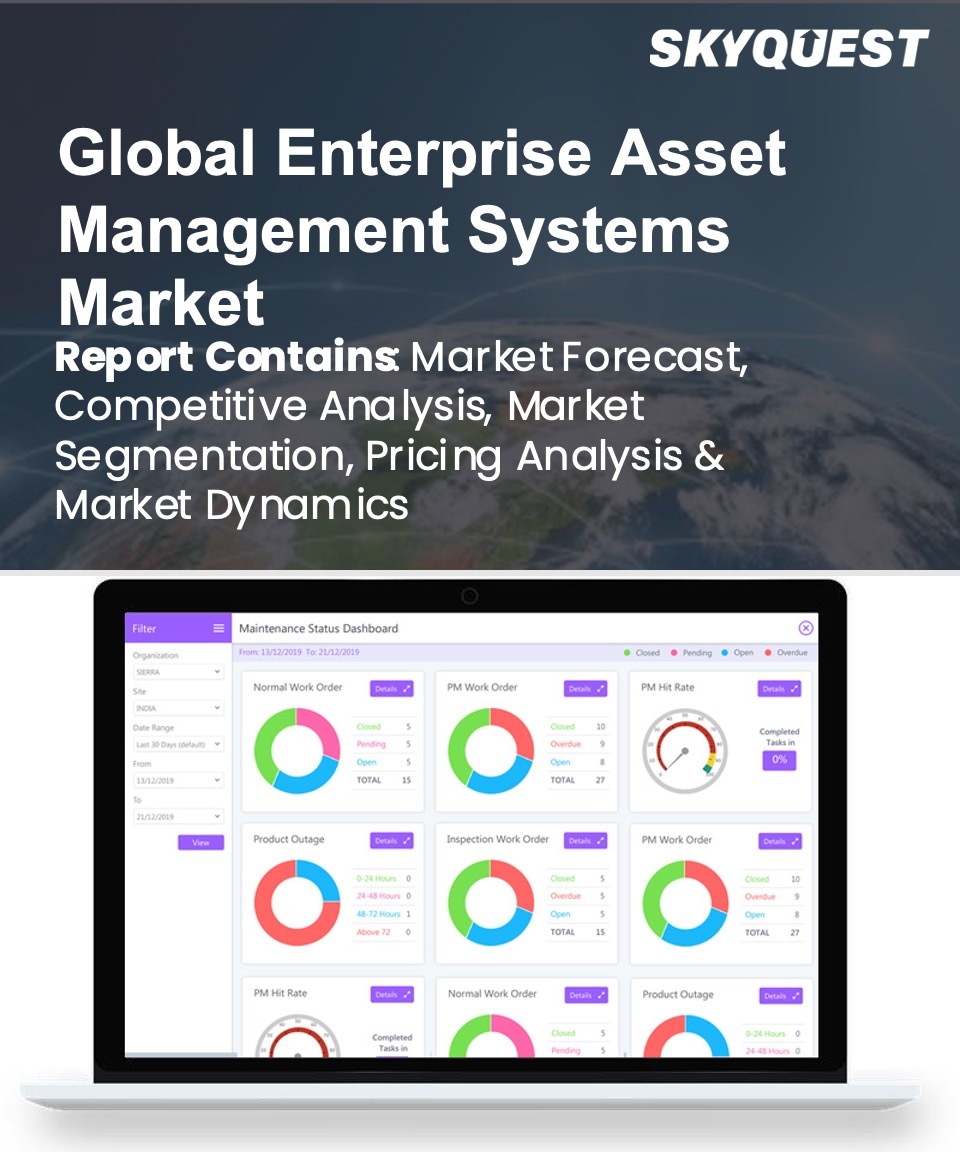 SKYQUEST
Global Enterprise Asset
Management Systems
Market
Report Contains: Market Forecast,
Competitive Analysis, Market
Segmentation, Pricing Analysis &
Market Dynamics
Filter
Maintenance Status Dashboard
From: 13/12/2019 To: 21/12/2019
Closed Pending Open Overdue
Organization
SIERRA
Site
INDIA
Date Range
Last 30 Days (default)
From
13/12/2019
To
21/12/2019
View
Normal Work Order Details
Closed 5
Pending 5
Open 5
TOTAL 15
PM Work Order Details
Closed 10
Overdue 9
Open 8
TOTAL 27
PM Hit Rate Details
Completed
Tasks in
0%
Product Outage Details
0-24 Hours 0
24-48 Hours 0
48-72 Hours 1
Above 72 0
Inspection Work Order Details
Closed 5
Overdue 5
Open 5
TOTAL 15
PM Work Order Details
Closed 10
Overdue 9
Open 8
TOTAL 27
PM Hit Rate Details
Completed
Tasks in
Normal Work Order Details
Closed 5
Pending 5
Product Outage Details
0-24 Hours 0
24-48 Hours 0